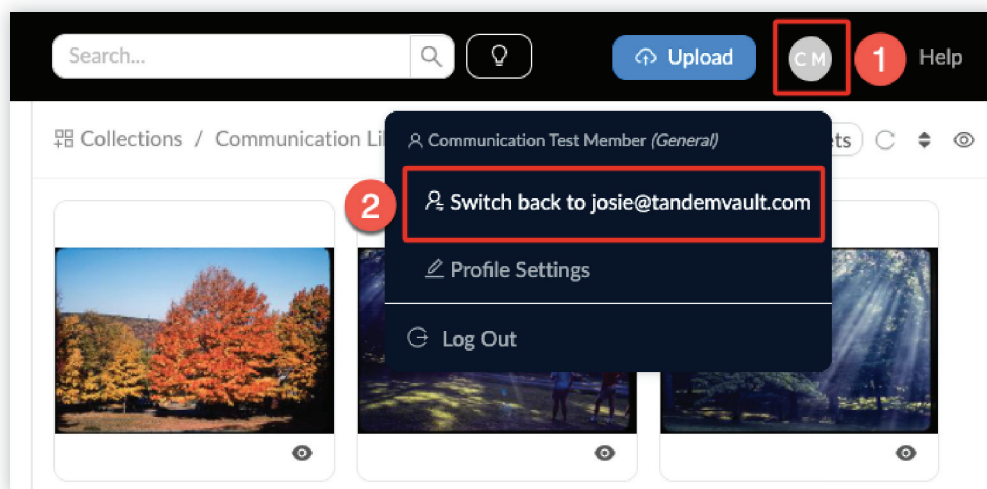 Search...
Upload
C M
1
Help
Collections / Communication Li
ts
Communication Test Member (General)
2
Switch back to josie@tandemvault.com
Profile Settings
Log Out